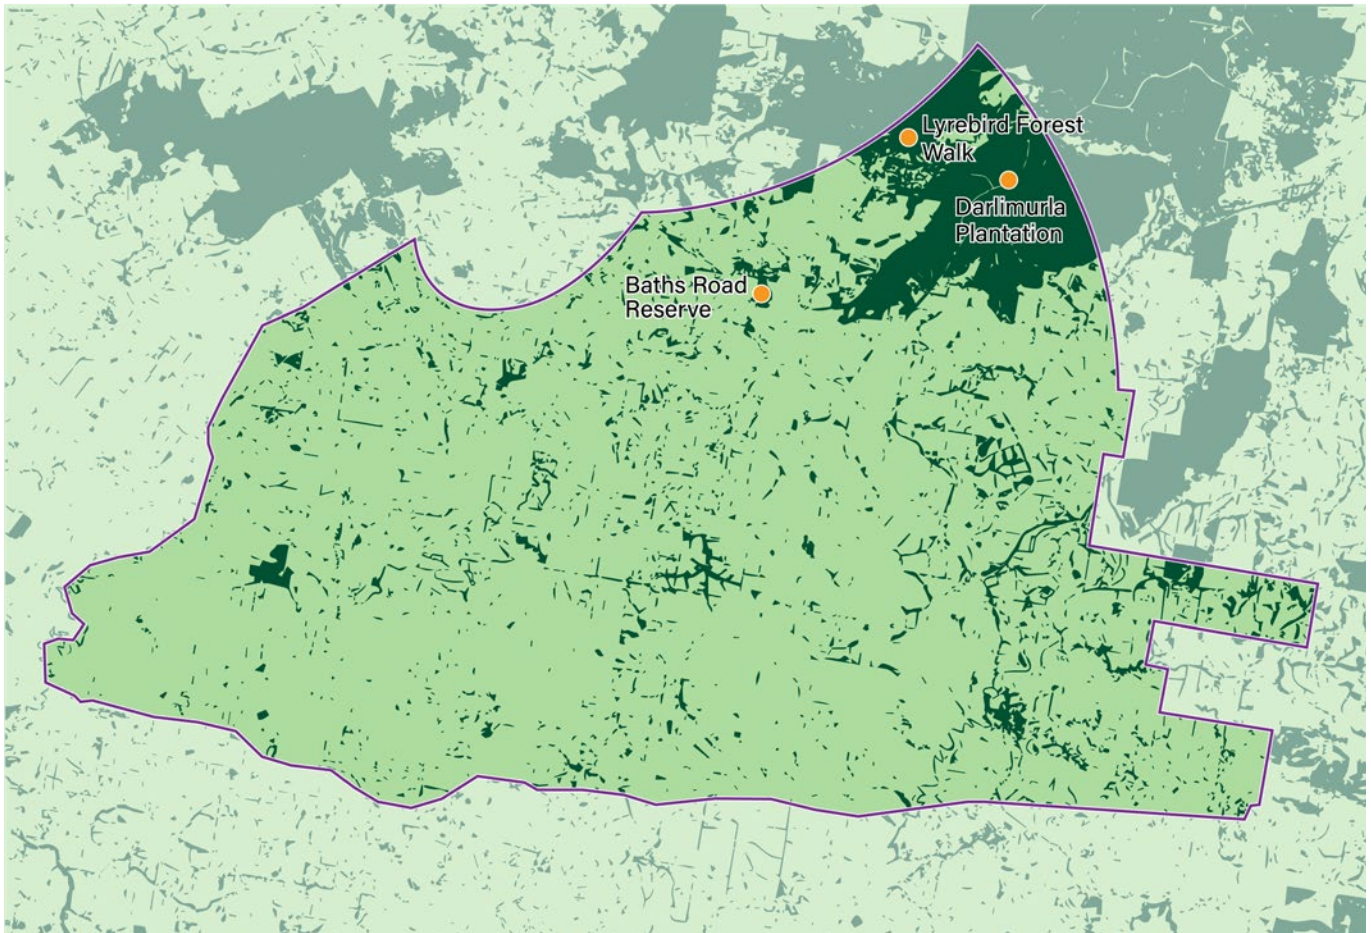 Lyrebird Forest
Walk
Darlimurla
Plantation
Baths Road
Reserve